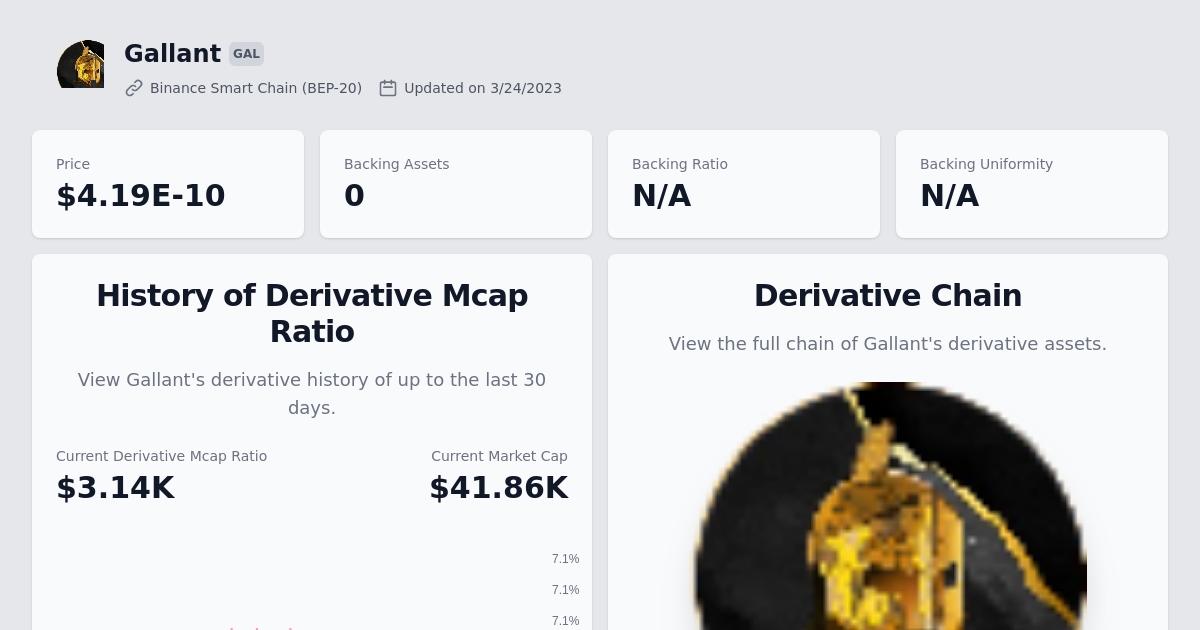 Gallant GAL
Binance Smart Chain (BEP-20) Updated on 3/24/2023
Price
$4.19E-10
Backing Assets
0
Backing Ratio
N/A
Backing Uniformity
N/A
History of Derivative Mcap
Ratio
View Gallant's derivative history of up to the last 30
days.
Current Derivative Mcap Ratio
$3.14K
Current Market Cap
$41.86K
7.1%
7.1%
7.1%
Derivative Chain
View the full chain of Gallant's derivative assets.